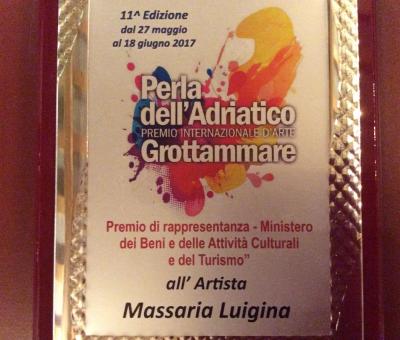 11^ Edizione
dal 27 maggio
al 18 giugno 2017
Perla
dell'Adriatico
PREMIO INTERNAZIONALE D'ARTE
Grottammare
Premio di rappresentanza - Ministero
dei Beni e delle Attività Culturali
e del Turismo"
all' Artista
Massaria Luigina